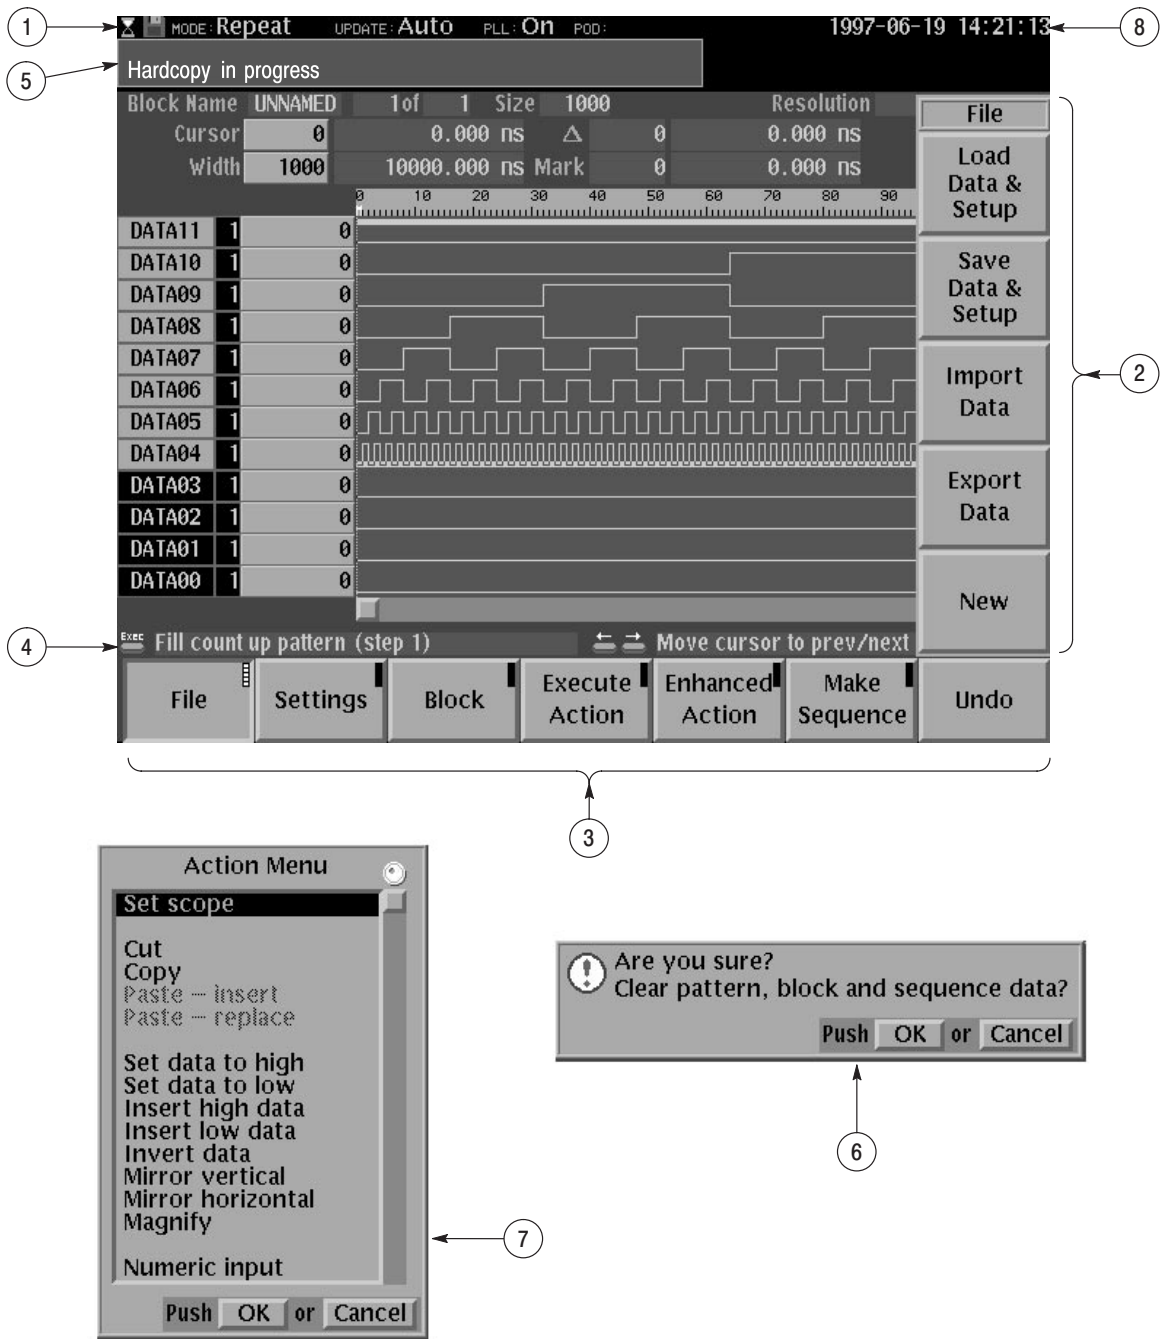 1
MODE: Repeat UPDATE: Auto PLL: On POD: 1997-06-19 14:21:13
8
5
Hardcopy in progress
Block Name UNNAMED 1of 1 Size 1000 Resolution
Cursor 0 0.000 ns Δ 0 0.000 ns
Width 1000 10000.000 ns Mark 0 0.000 ns
0 10 20 30 40 50 60 70 80 90
DATA11 1 0
DATA10 1 0
DATA09 1 0
DATA08 1 0
DATA07 1 0
DATA06 1 0
DATA05 1 0
DATA04 1 0
DATA03 1 0
DATA02 1 0
DATA01 1 0
DATA00 1 0
File
Load
Data &
Setup
Save
Data &
Setup
Import
Data
Export
Data
New
2
4
Exec Fill count up pattern (step 1) ← → Move cursor to prev/next
File
Settings
Block
Execute
Action
Enhanced
Action
Make
Sequence
Undo
3
Action Menu
Set scope
Cut
Copy
Paste – insert
Paste – replace
Set data to high
Set data to low
Insert high data
Insert low data
Invert data
Mirror vertical
Mirror horizontal
Magnify
Numeric input
Push OK or Cancel
7
Are you sure?
Clear pattern, block and sequence data?
Push OK or Cancel
6